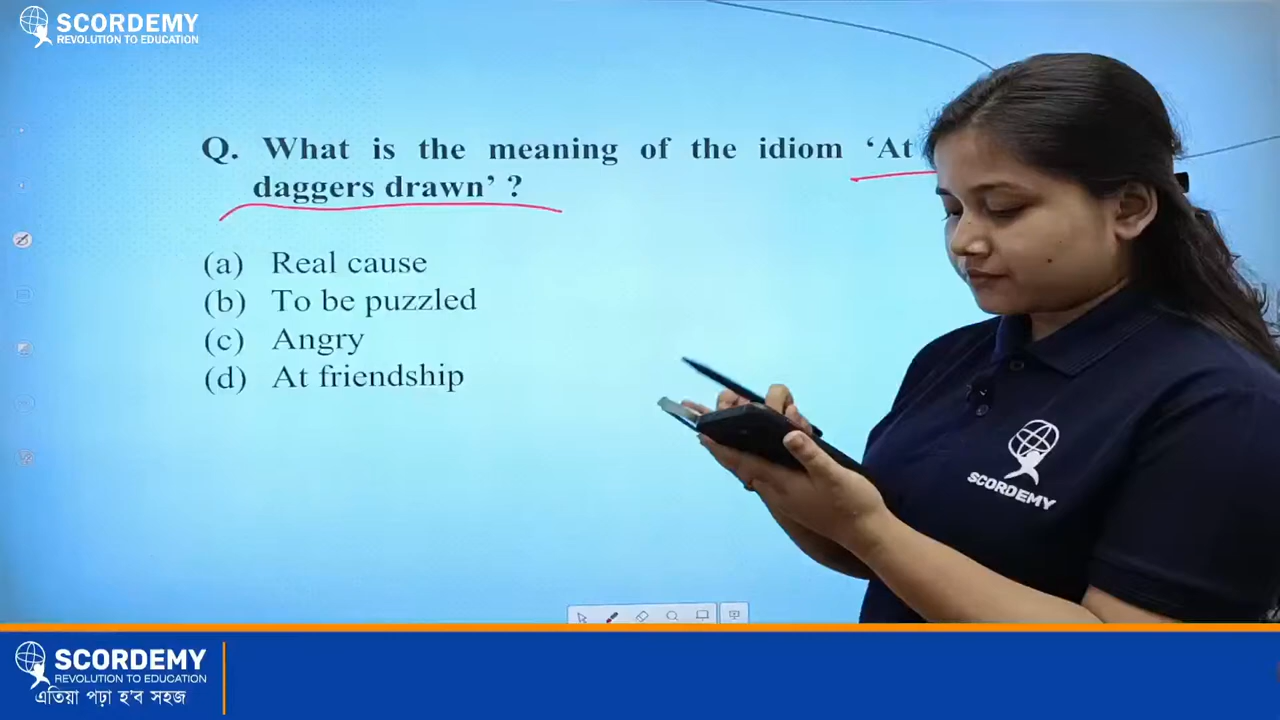 SCORDEMY
REVOLUTION TO EDUCATION
Q. What is the meaning of the idiom ‘At
daggers drawn’ ?
(a) Real cause
(b) To be puzzled
(c) Angry
(d) At friendship
SCORDEMY
SCORDEMY
REVOLUTION TO EDUCATION
এতিয়া পঢ়া হ'ব সহজ